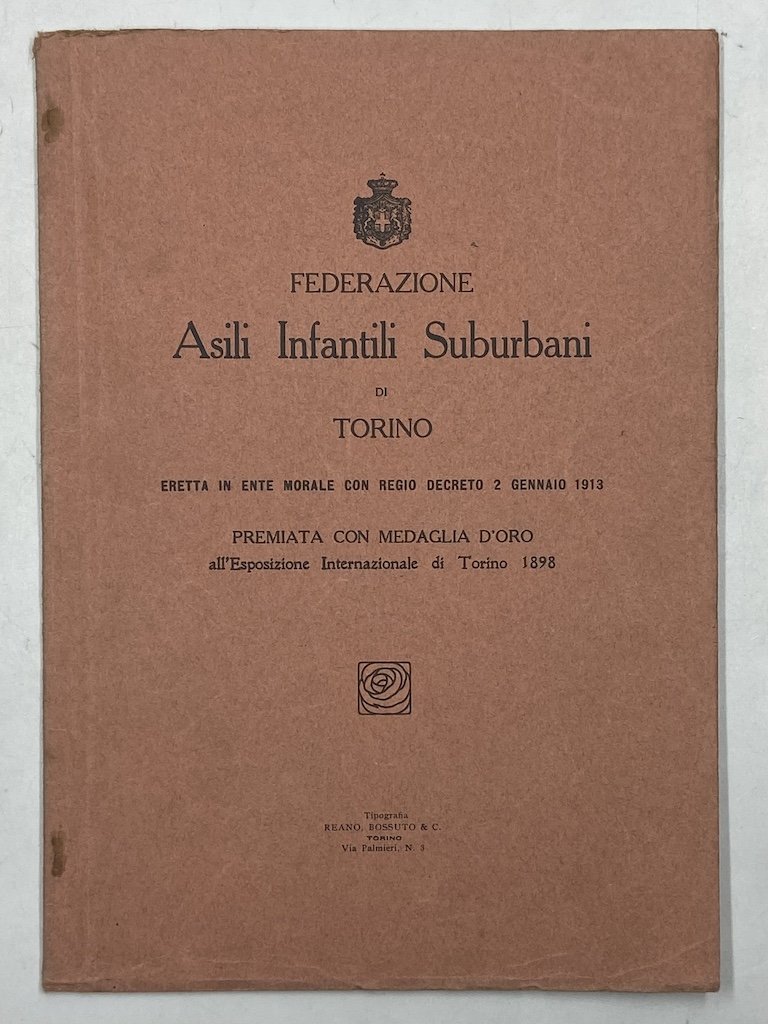 FEDERAZIONE
Asili Infantili Suburbani
DI
TORINO
ERETTA IN ENTE MORALE CON REGIO DECRETO 2 GENNAIO 1913
PREMIATA CON MEDAGLIA D'ORO
all'Esposizione Internazionale di Torino 1898
Tipografia
REANO, BOSSUTO & C.
TORINO
Via Palmieri, N. 3